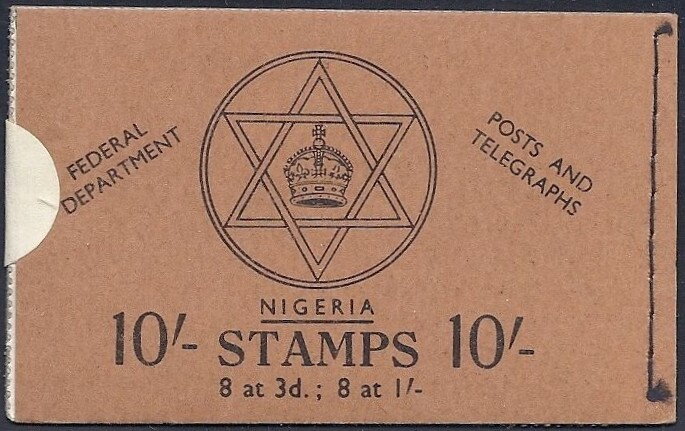 FEDERAL
DEPARTMENT
POSTS AND
TELEGRAPHS
NIGERIA
10/- STAMPS 10/-
8 at 3d.; 8 at 1/-